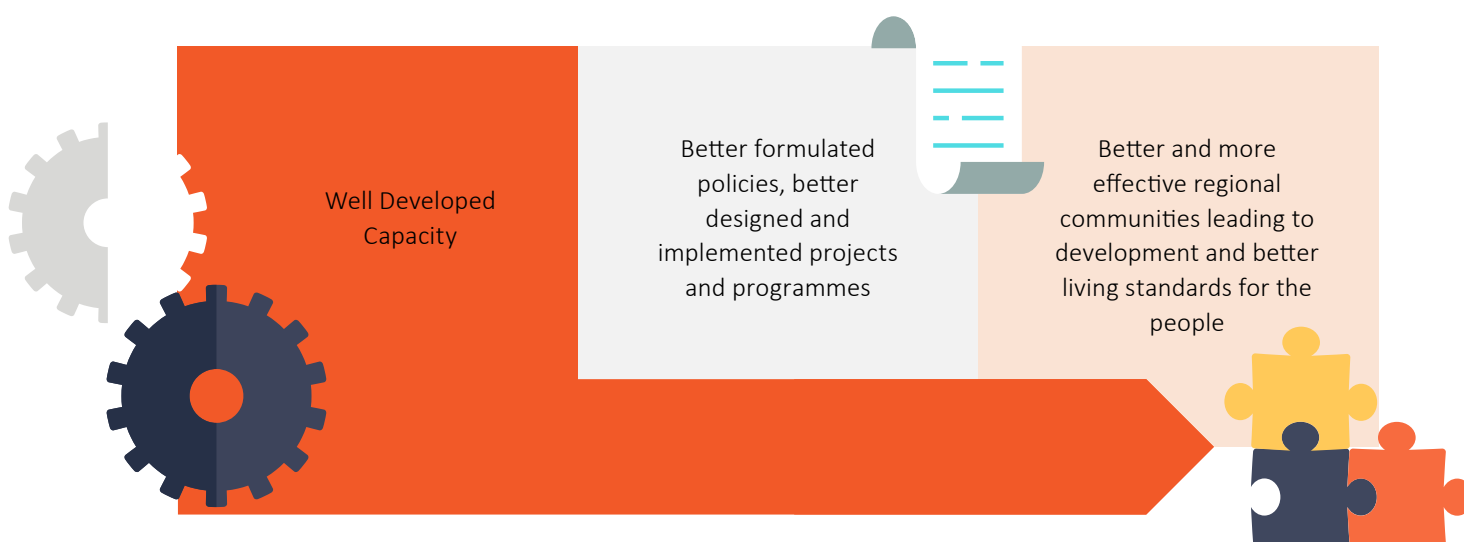 Well Developed
Capacity
Better formulated
policies, better
designed and
implemented projects
and programmes
Better and more
effective regional
communities leading to
development and better
living standards for the
people